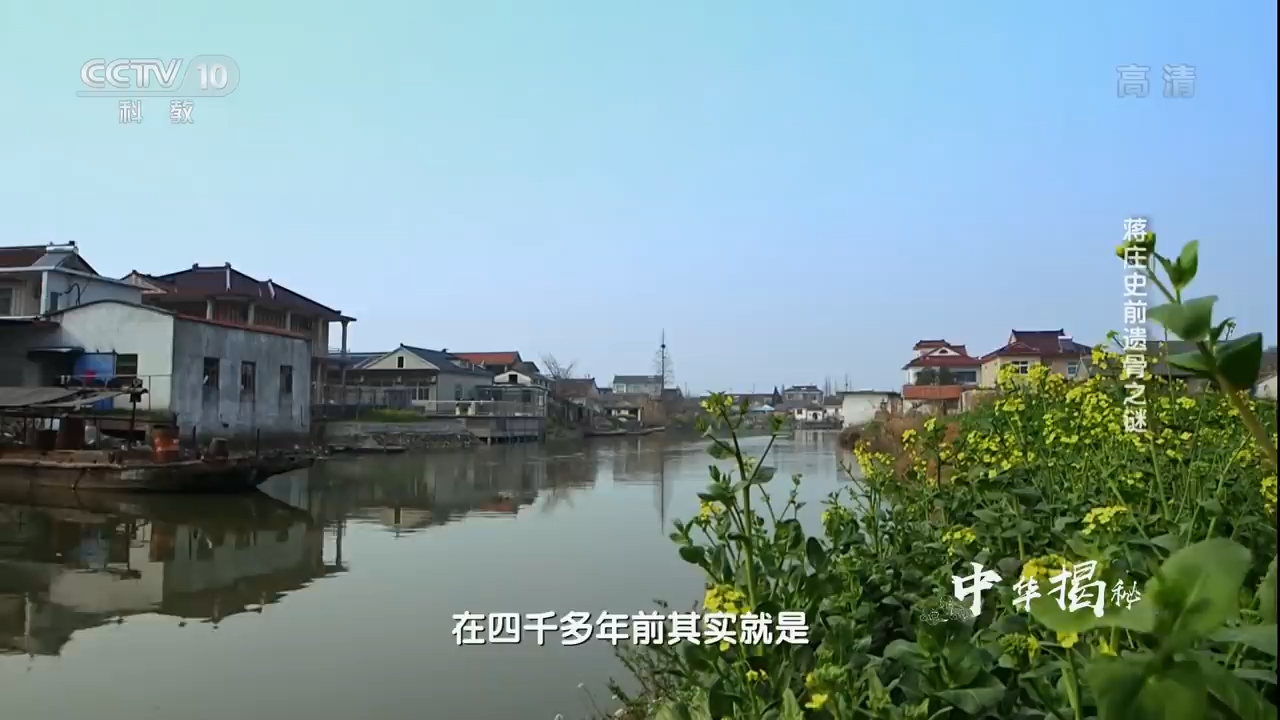 CCTV 10
科教
高清
蒋庄史前遗骨之谜
中华揭秘
在四千多年前其实就是